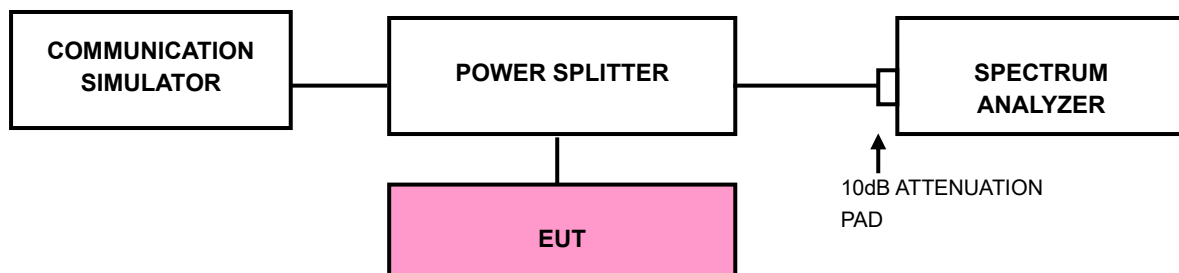 COMMUNICATION
SIMULATOR
POWER SPLITTER
SPECTRUM
ANALYZER
10dB ATTENUATION
PAD
EUT